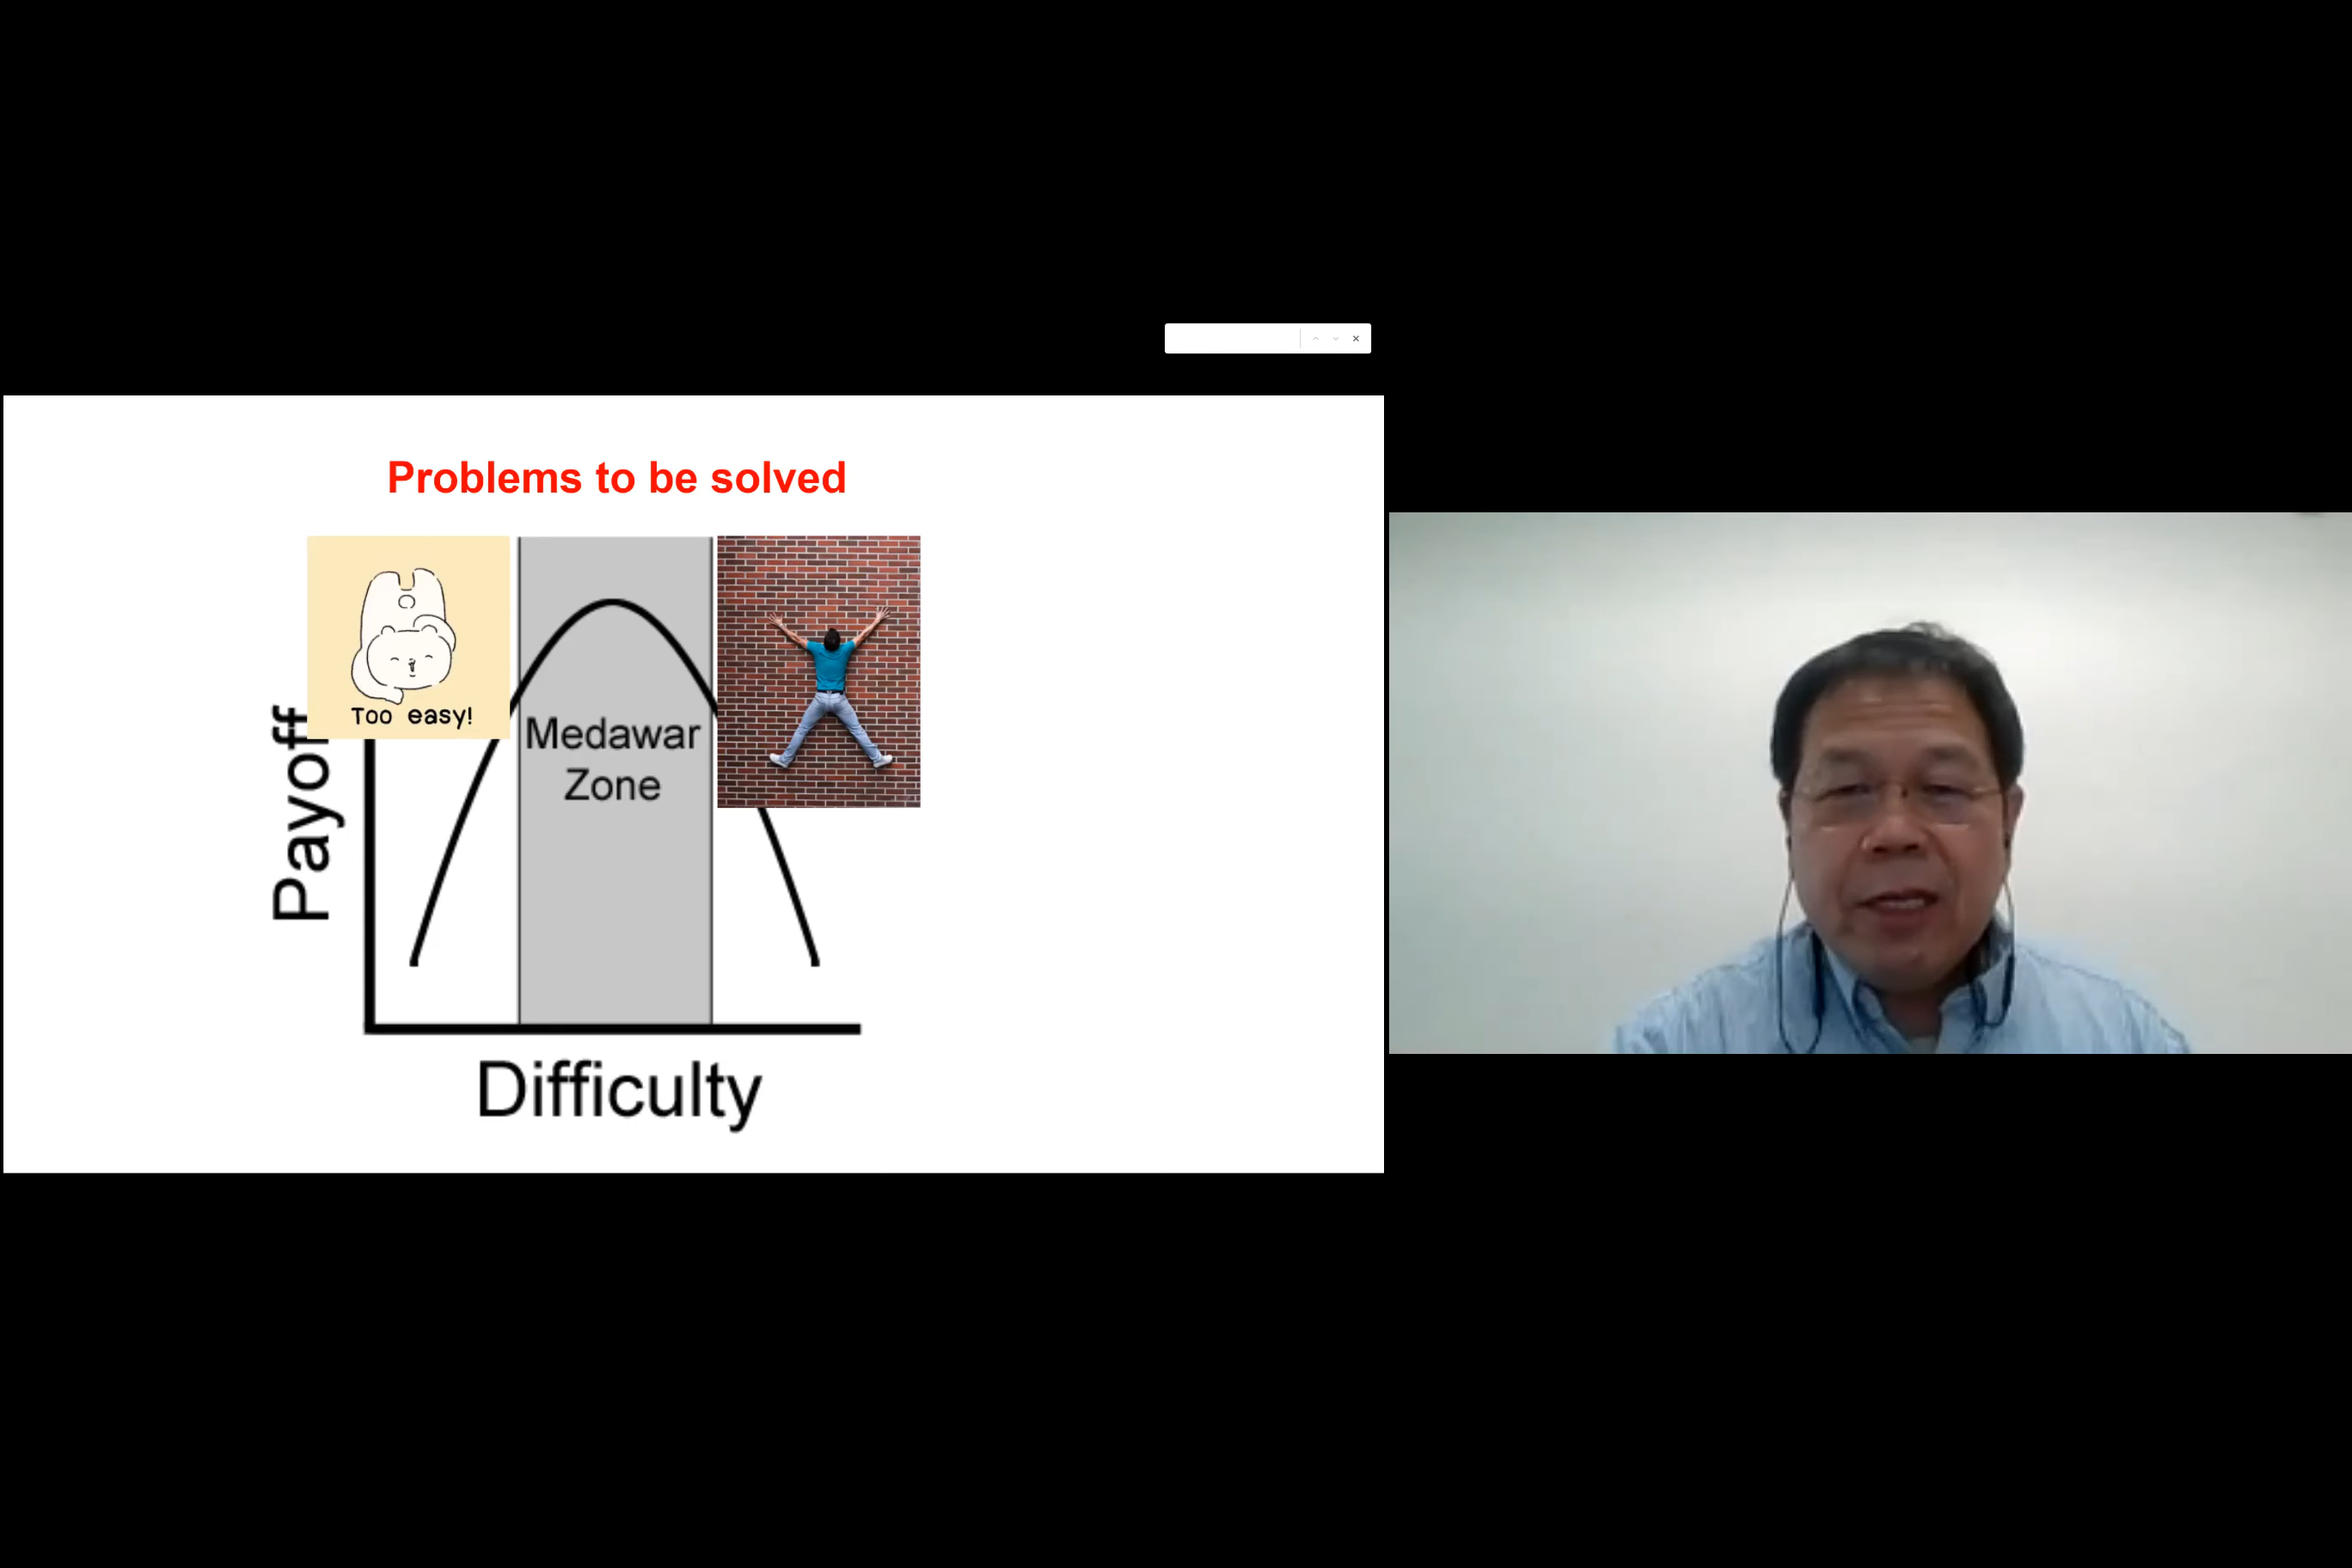 Problems to be solved
Too easy!
Medawar
Zone
Payoff
Difficulty